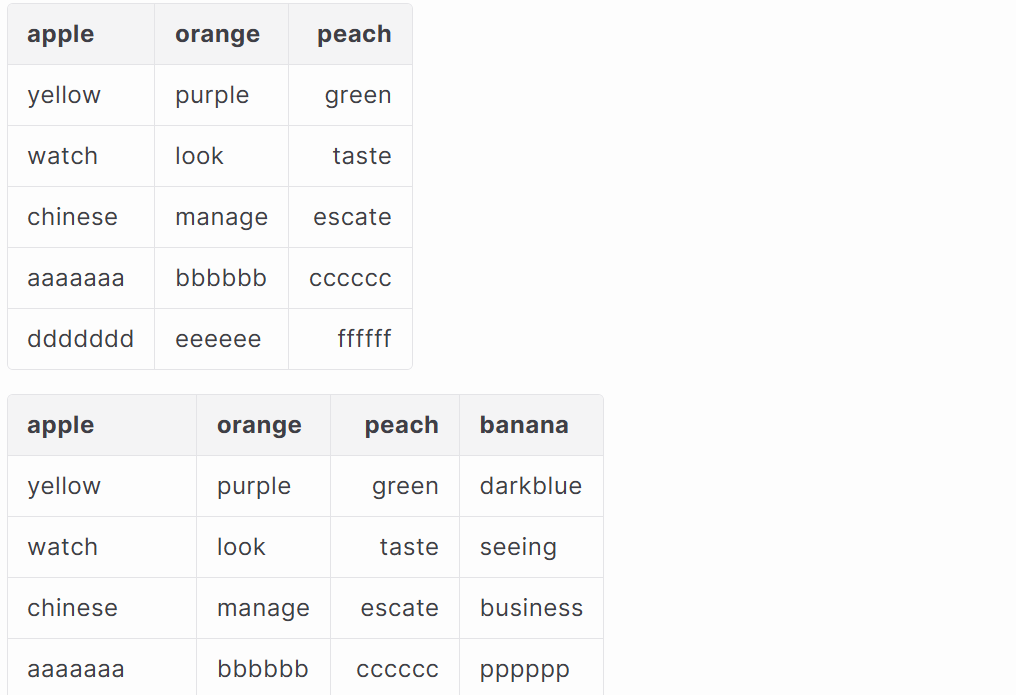 apple orange peach
yellow purple green
watch look taste
chinese manage escate
aaaaaaa bbbbbb cccccc
ddddddd eeeeee ffffff
apple orange peach banana
yellow purple green darkblue
watch look taste seeing
chinese manage escate business
aaaaaaa bbbbbb cccccc pppppp